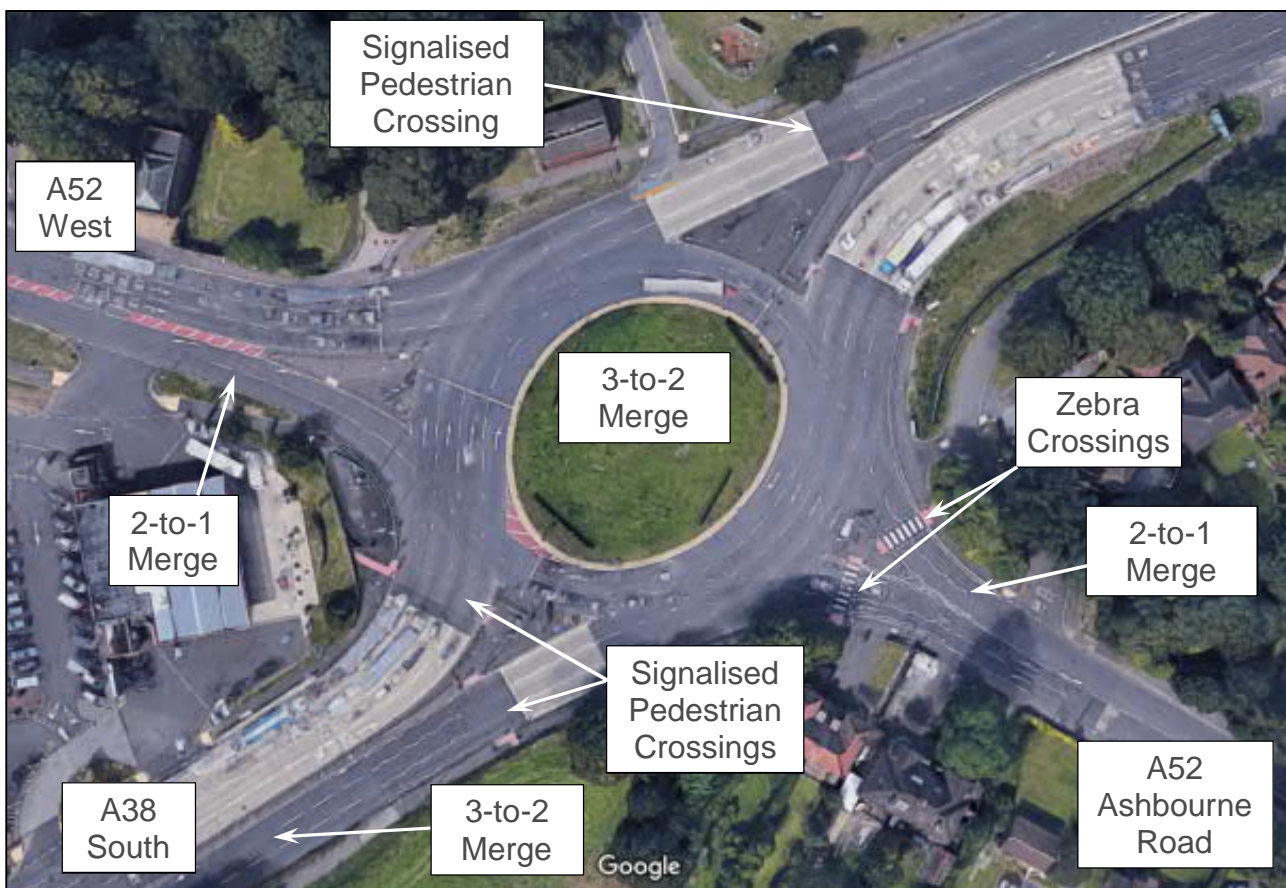 Signalised
Pedestrian
Crossing
A52
West
3-to-2
Merge
Zebra
Crossings
2-to-1
Merge
2-to-1
Merge
Signalised
Pedestrian
Crossings
A38
South
3-to-2
Merge
A52
Ashbourne
Road
Google